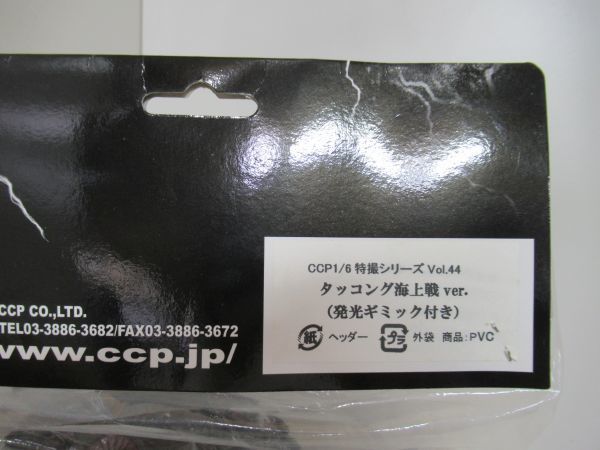 CCP1/6 特撮シリーズ Vol.44
タッコング海上戦 ver.
(発光ギミック付き)
紙 ヘッダー プラ 外袋 商品:PVC
CCP CO.,LTD.
TEL03-3886-3682/FAX03-3886-3672
www.ccp.jp/